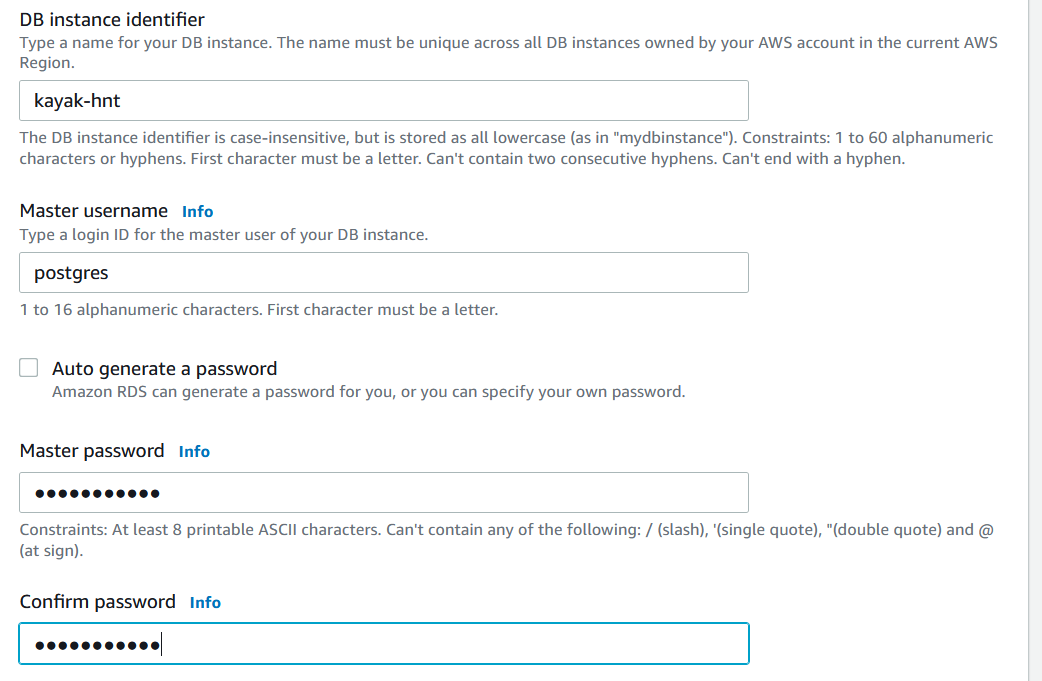 DB instance identifier
Type a name for your DB instance. The name must be unique across all DB instances owned by your AWS account in the current AWS
Region.
kayak-hnt
The DB instance identifier is case-insensitive, but is stored as all lowercase (as in "mydbinstance"). Constraints: 1 to 60 alphanumeric
characters or hyphens. First character must be a letter. Can't contain two consecutive hyphens. Can't end with a hyphen.
Master username Info
Type a login ID for the master user of your DB instance.
postgres
1 to 16 alphanumeric characters. First character must be a letter.
Auto generate a password
Amazon RDS can generate a password for you, or you can specify your own password.
Master password Info
•••••••••••
Constraints: At least 8 printable ASCII characters. Can't contain any of the following: / (slash), '(single quote), "(double quote) and @
(at sign).
Confirm password Info
•••••••••••